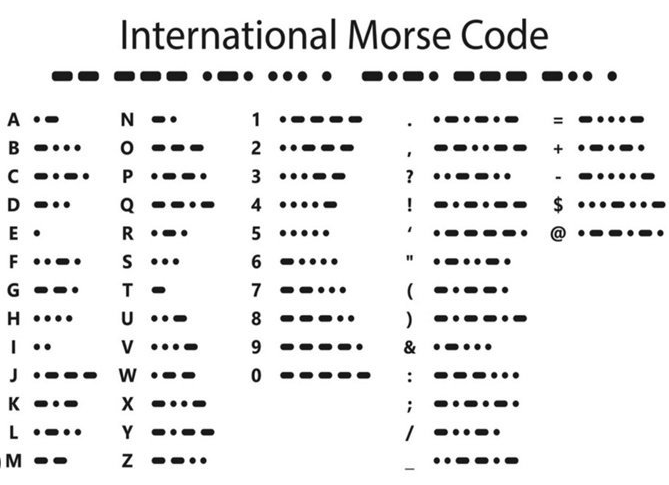 International Morse Code
−− −−− •−• ••• • −•−• −−− −•• •
A •− N −• 1 •−−−− . •−•−•− = −•••−
B −••• O −−− 2 ••−−− , −−••−− + •−•−•
C −•−• P •−−• 3 •••−− ? ••−−•• - −••••−
D −•• Q −−•− 4 ••••− ! −•−•−− $ •••−••−
E • R •−• 5 ••••• ‘ •−−−−• @ •−−•−•
F ••−• S ••• 6 −•••• " •−••−•
G −−• T − 7 −−••• ( −•−−•
H •••• U ••− 8 −−−•• ) −•−−•−
I •• V •••− 9 −−−−• & •−•••
J •−−− W •−− 0 −−−−− : −−−•••
K −•− X −••− ; −•−•−•
L •−•• Y −•−− / −••−•
M −− Z −−•• _ ••−−•−